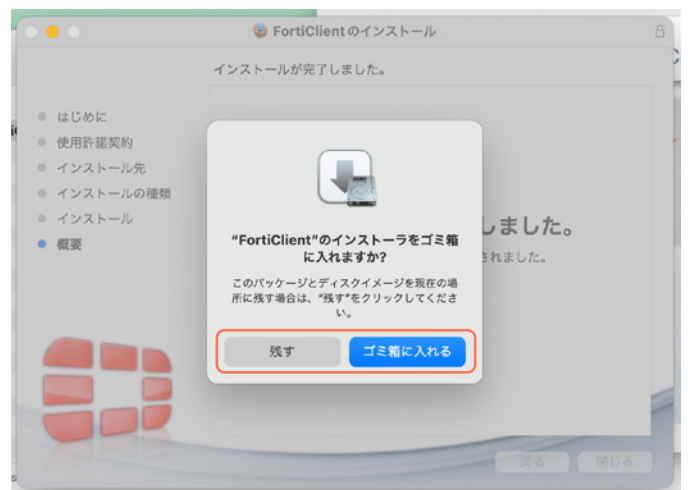 FortiClientのインストール
インストールが完了しました。
はじめに
使用許諾契約
インストール先
インストールの種類
インストール
概要
しました。
されました。
“FortiClient”のインストーラをゴミ箱
に入れますか?
このパッケージとディスクイメージを現在の場
所に残す場合は、“残す”をクリックしてくださ
い。
残す
ゴミ箱に入れる
戻る
閉じる